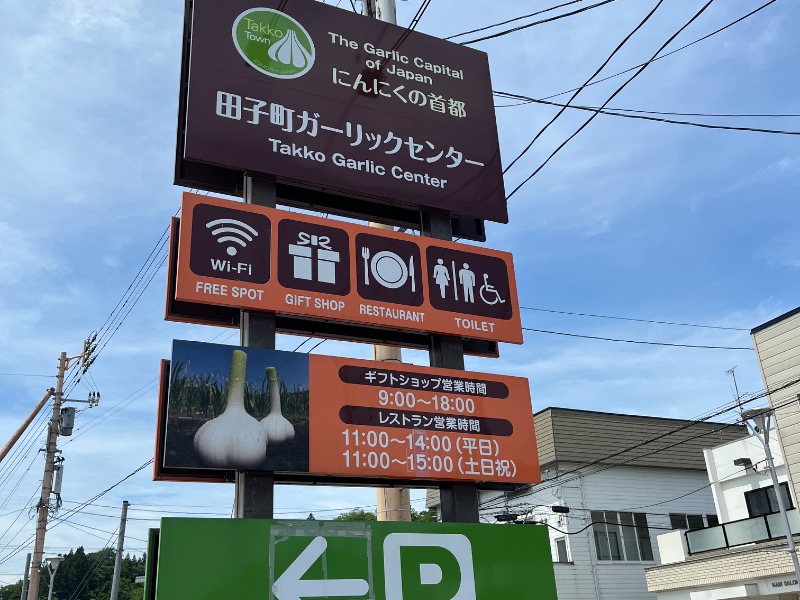 Takko
Town
The Garlic Capital
of Japan
にんにくの首都
田子町ガーリックセンター
Takko Garlic Center
Wi-Fi
FREE SPOT
GIFT SHOP
RESTAURANT
TOILET
ギフトショップ営業時間
9:00～18:00
レストラン営業時間
11:00～14:00（平日）
11:00～15:00（土日祝）
P
HAIR SALON